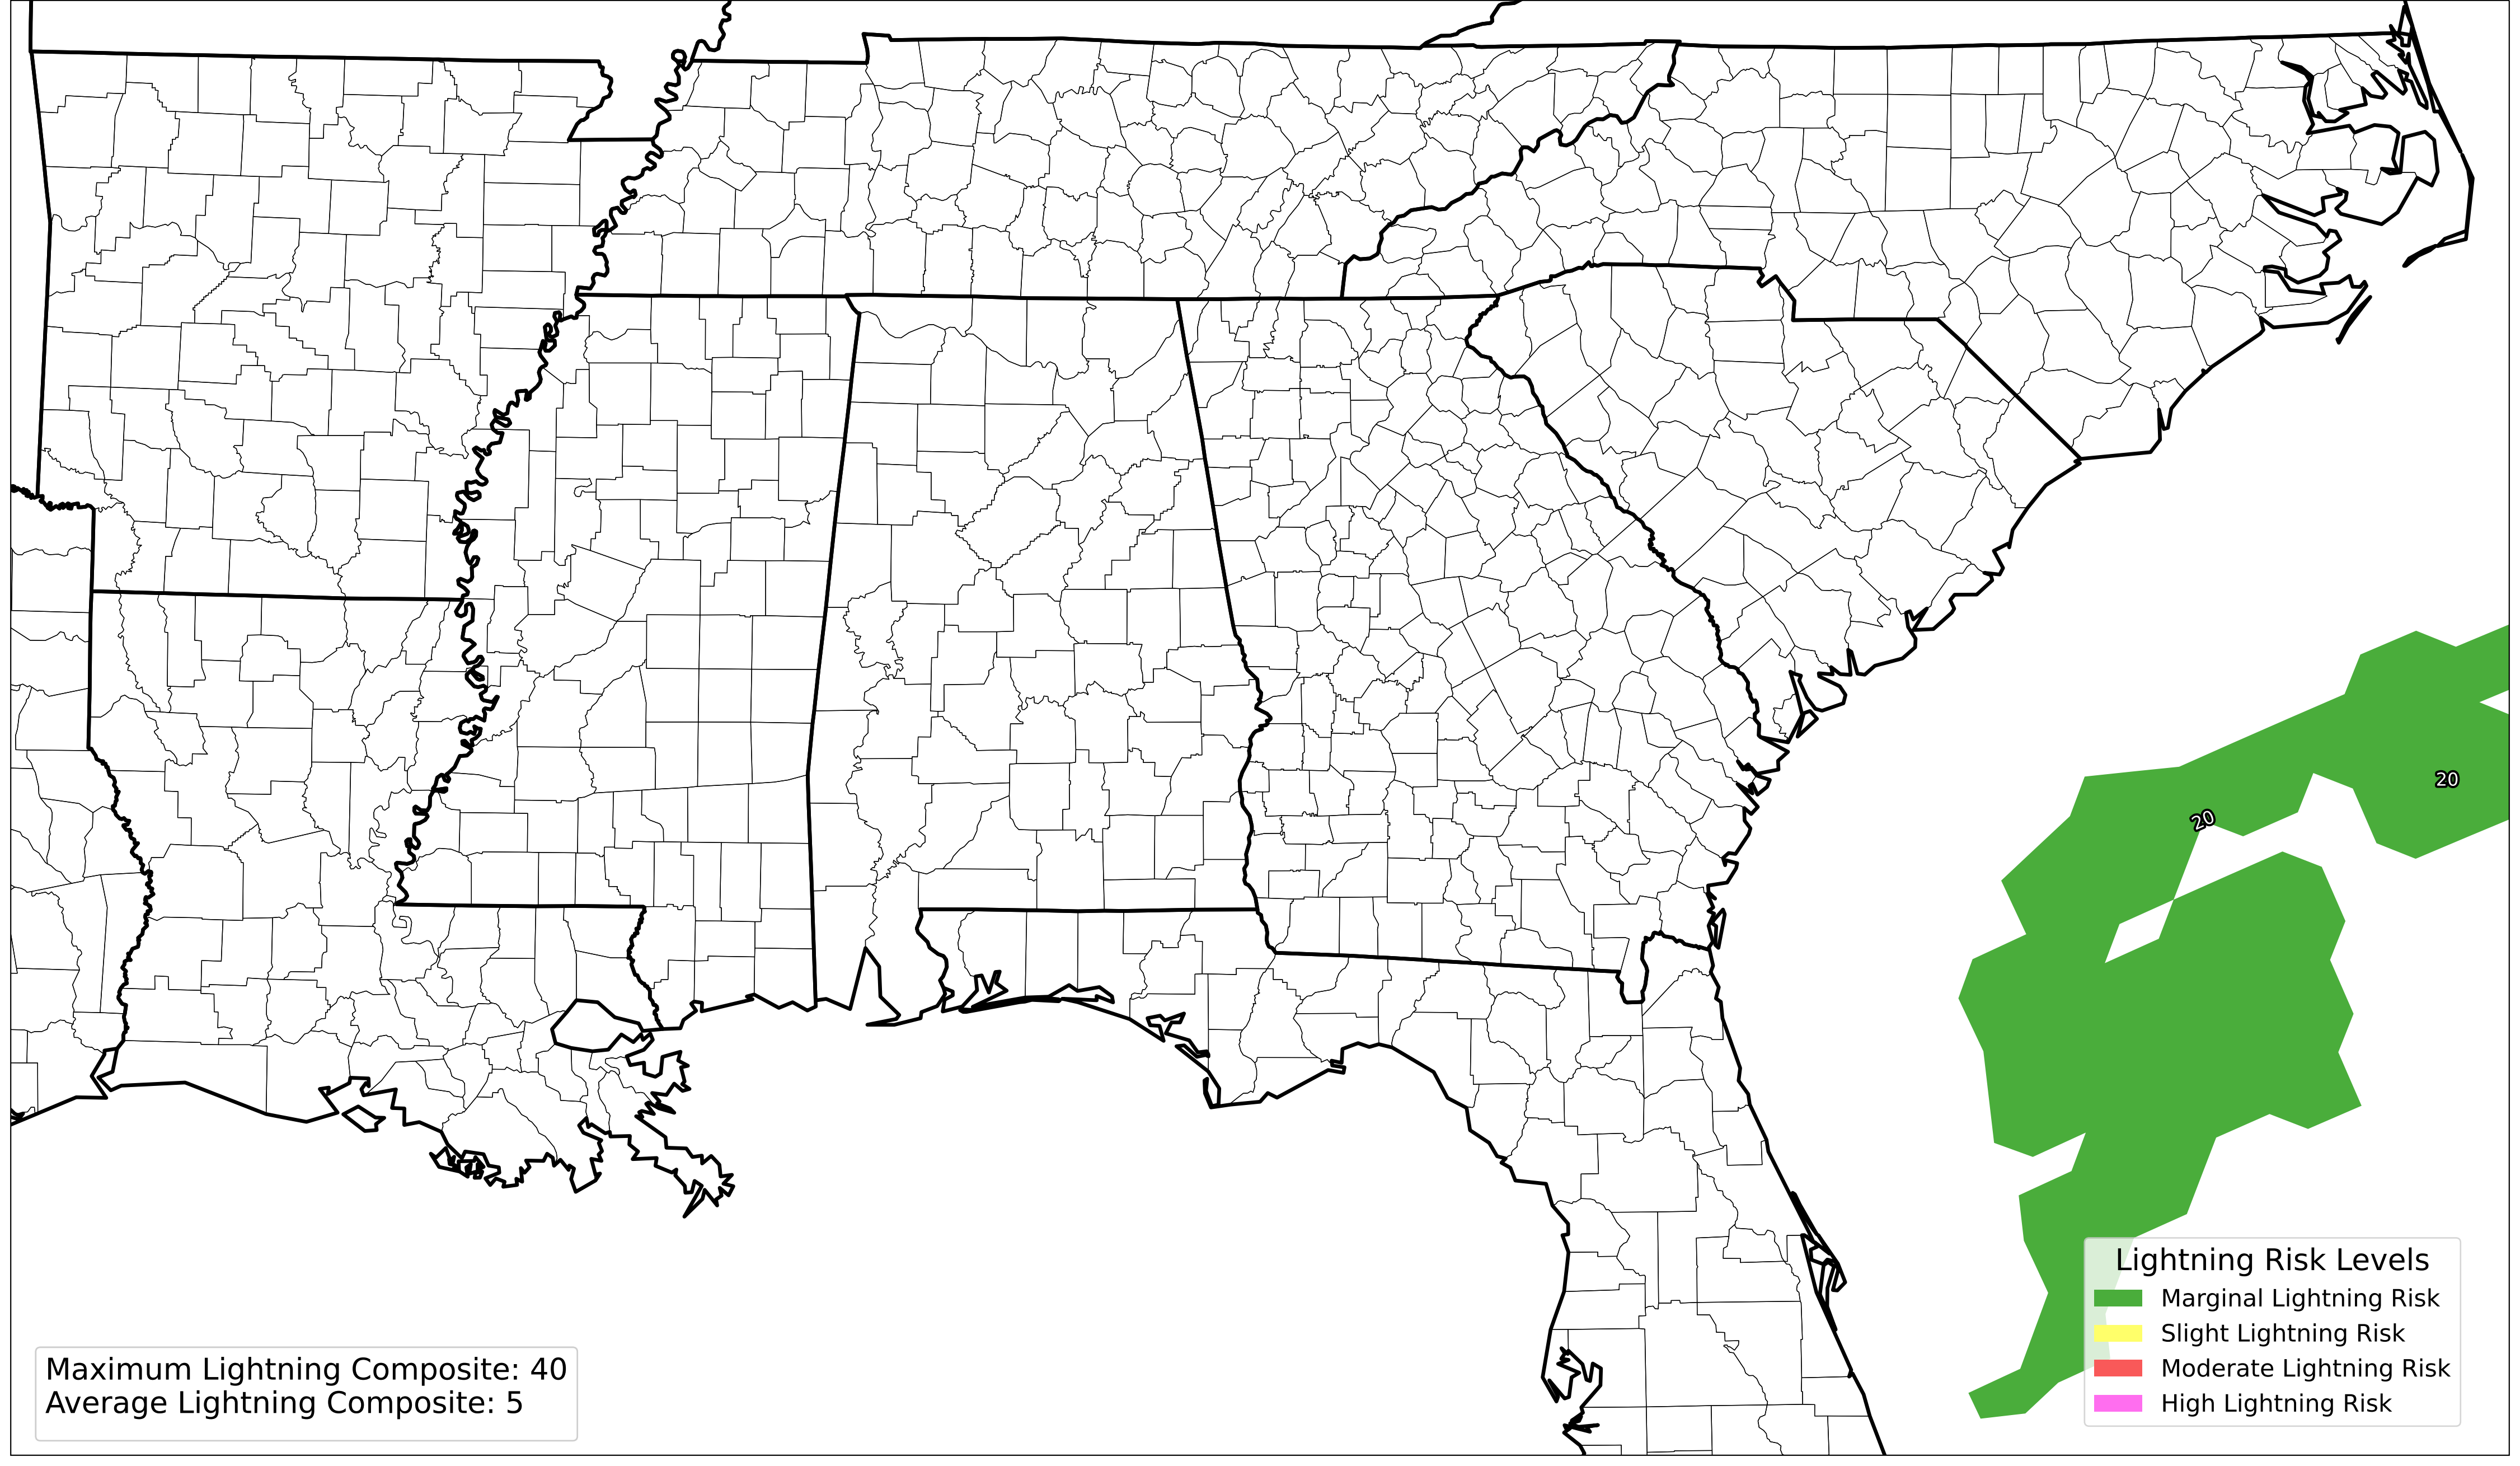 20
20
Lightning Risk Levels
Marginal Lightning Risk
Slight Lightning Risk
Moderate Lightning Risk
High Lightning Risk
Maximum Lightning Composite: 40
Average Lightning Composite: 5